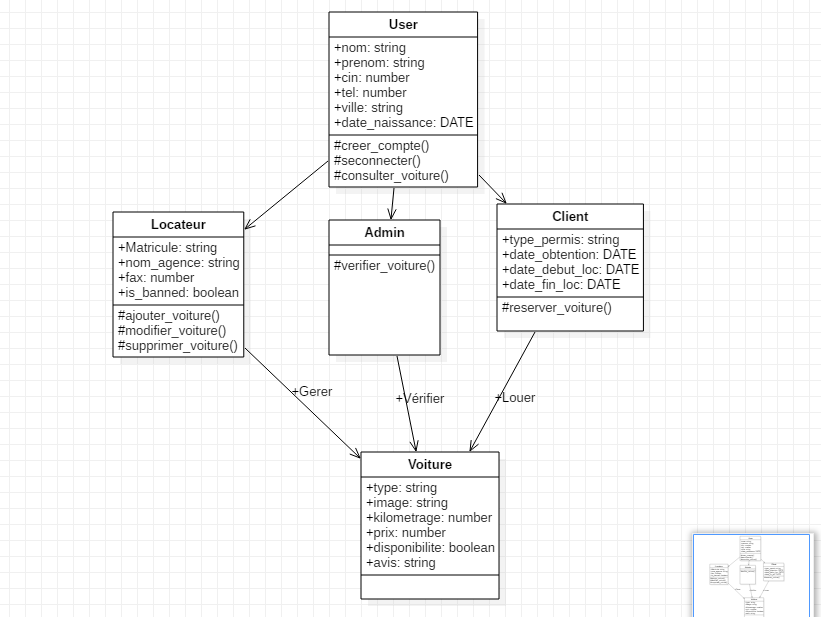 User
+nom: string
+prenom: string
+cin: number
+tel: number
+ville: string
+date_naissance: DATE
#creer_compte()
#seconnecter()
#consulter_voiture()
Locateur
+Matricule: string
+nom_agence: string
+fax: number
+is_banned: boolean
#ajouter_voiture()
#modifier_voiture()
#supprimer_voiture()
Admin
#verifier_voiture()
Client
+type_permis: string
+date_obtention: DATE
+date_debut_loc: DATE
+date_fin_loc: DATE
#reserver_voiture()
+Gerer
+Vérifier
+Louer
Voiture
+type: string
+image: string
+kilometrage: number
+prix: number
+disponibilite: boolean
+avis: string